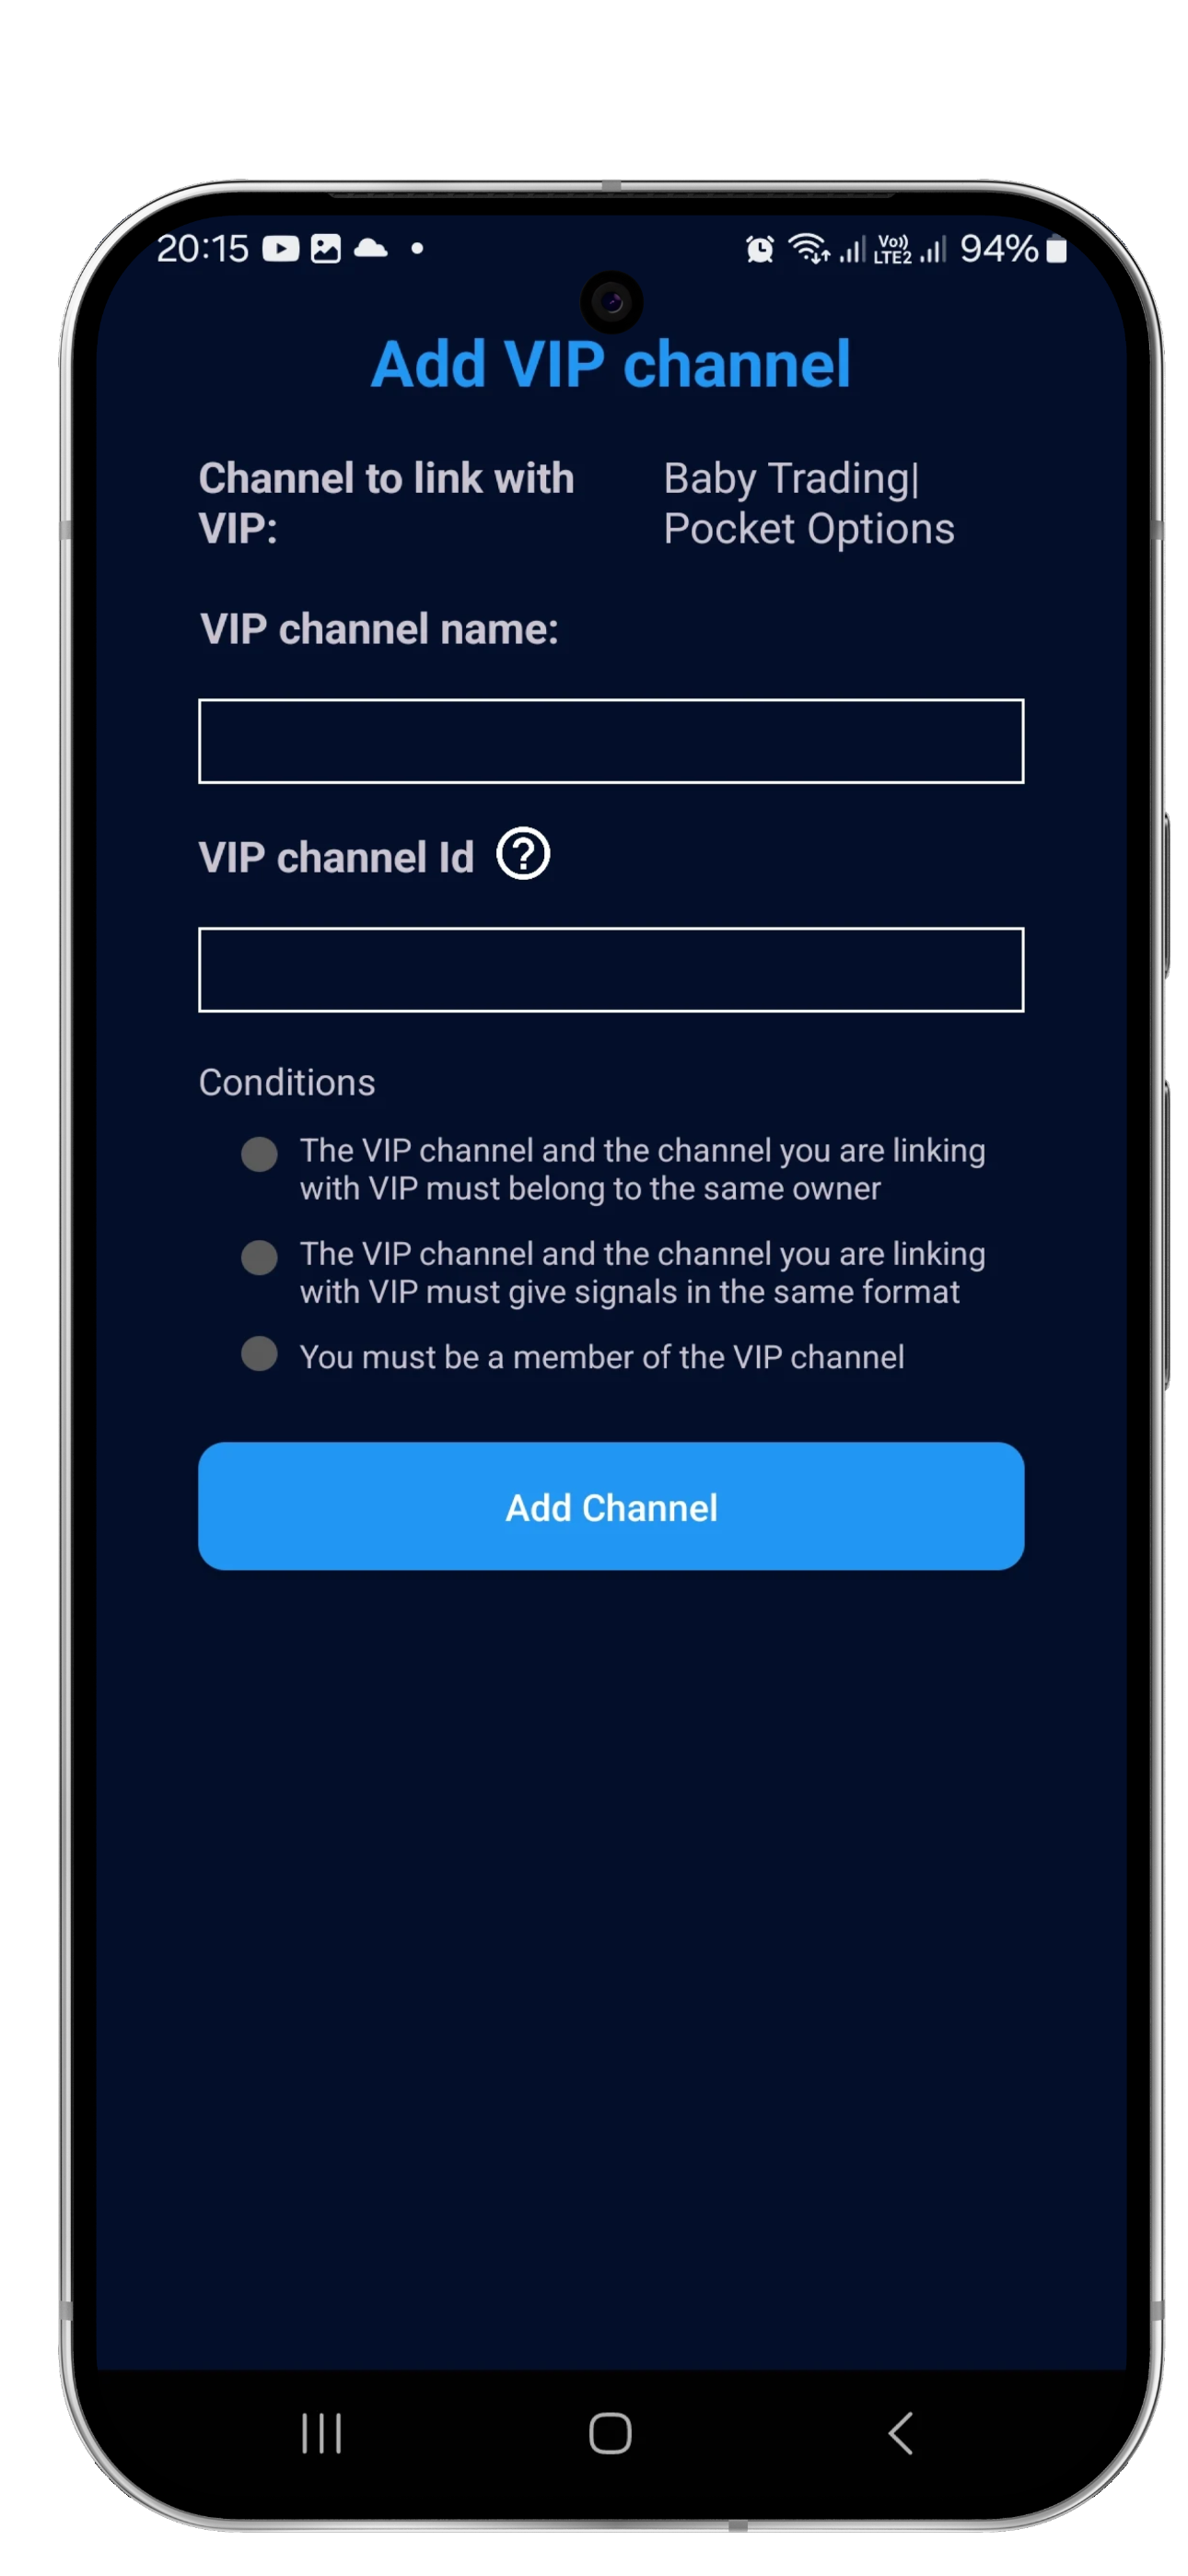 20:15
Vo))
LTE2
94%
Add VIP channel
Channel to link with
VIP:
Baby Trading|
Pocket Options
VIP channel name:
VIP channel Id ?
Conditions
The VIP channel and the channel you are linking
with VIP must belong to the same owner
The VIP channel and the channel you are linking
with VIP must give signals in the same format
You must be a member of the VIP channel
Add Channel